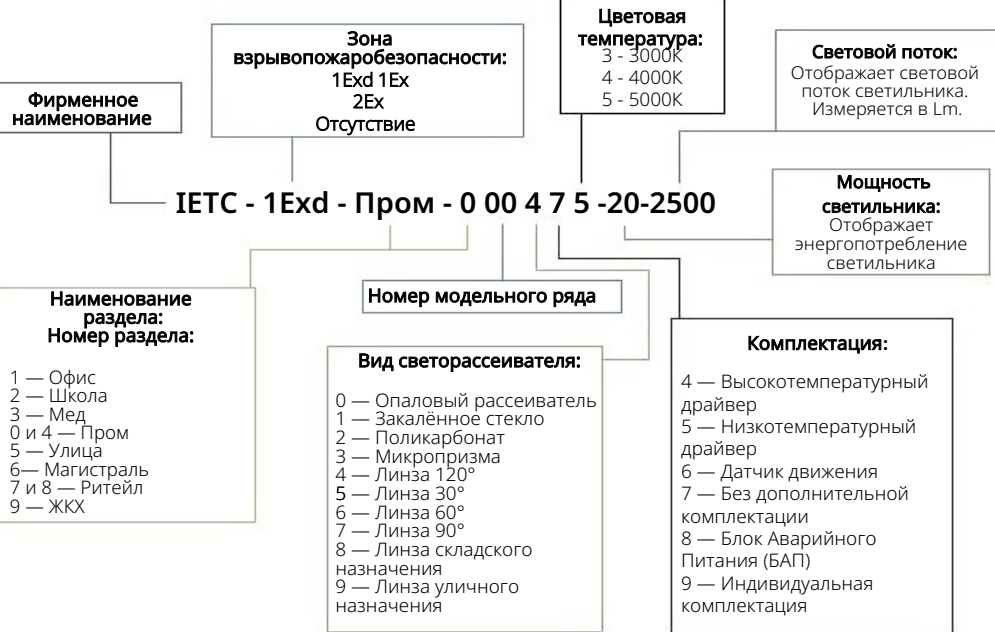 Цветовая
температура:
3 - 3000К
4 - 4000К
5 - 5000К
Зона
взрывопожаробезопасности:
1Exd 1Ex
2Ex
Отсутствие
Световой поток:
Отображает световой
поток светильника.
Измеряется в Lm.
Фирменное
наименование
IETC - 1Exd - Пром - 0 00 4 7 5 -20-2500
Мощность
светильника:
Отображает
энергопотребление
светильника
Наименование
раздела:
Номер раздела:
1 — Офис
2 — Школа
3 — Мед
0 и 4 — Пром
5 — Улица
6— Магистраль
7 и 8 — Ритейл
9 — ЖКХ
Номер модельного ряда
Вид светорассеивателя:
0 — Опаловый рассеиватель
1 — Закалённое стекло
2 — Поликарбонат
3 — Микропризма
4 — Линза 120°
5 — Линза 30°
6 — Линза 60°
7 — Линза 90°
8 — Линза складского
назначения
9 — Линза уличного
назначения
Комплектация:
4 — Высокотемпературный
драйвер
5 — Низкотемпературный
драйвер
6 — Датчик движения
7 — Без дополнительной
комплектации
8 — Блок Аварийного
Питания (БАП)
9 — Индивидуальная
комплектация